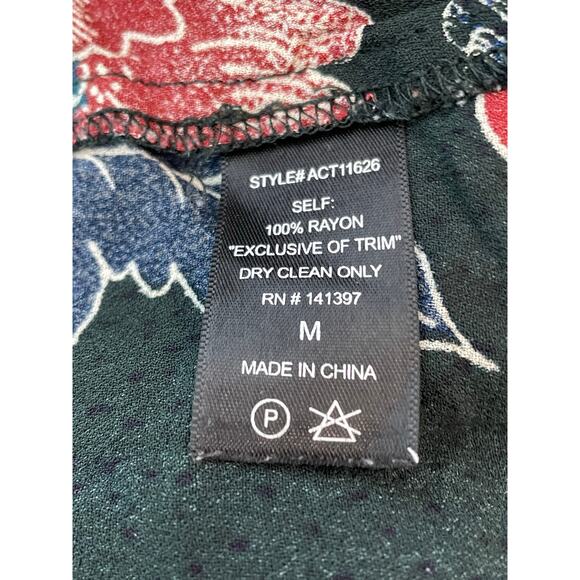 STYLE# ACT11626
SELF:
100% RAYON
"EXCLUSIVE OF TRIM"
DRY CLEAN ONLY
RN # 141397
M
MADE IN CHINA
P